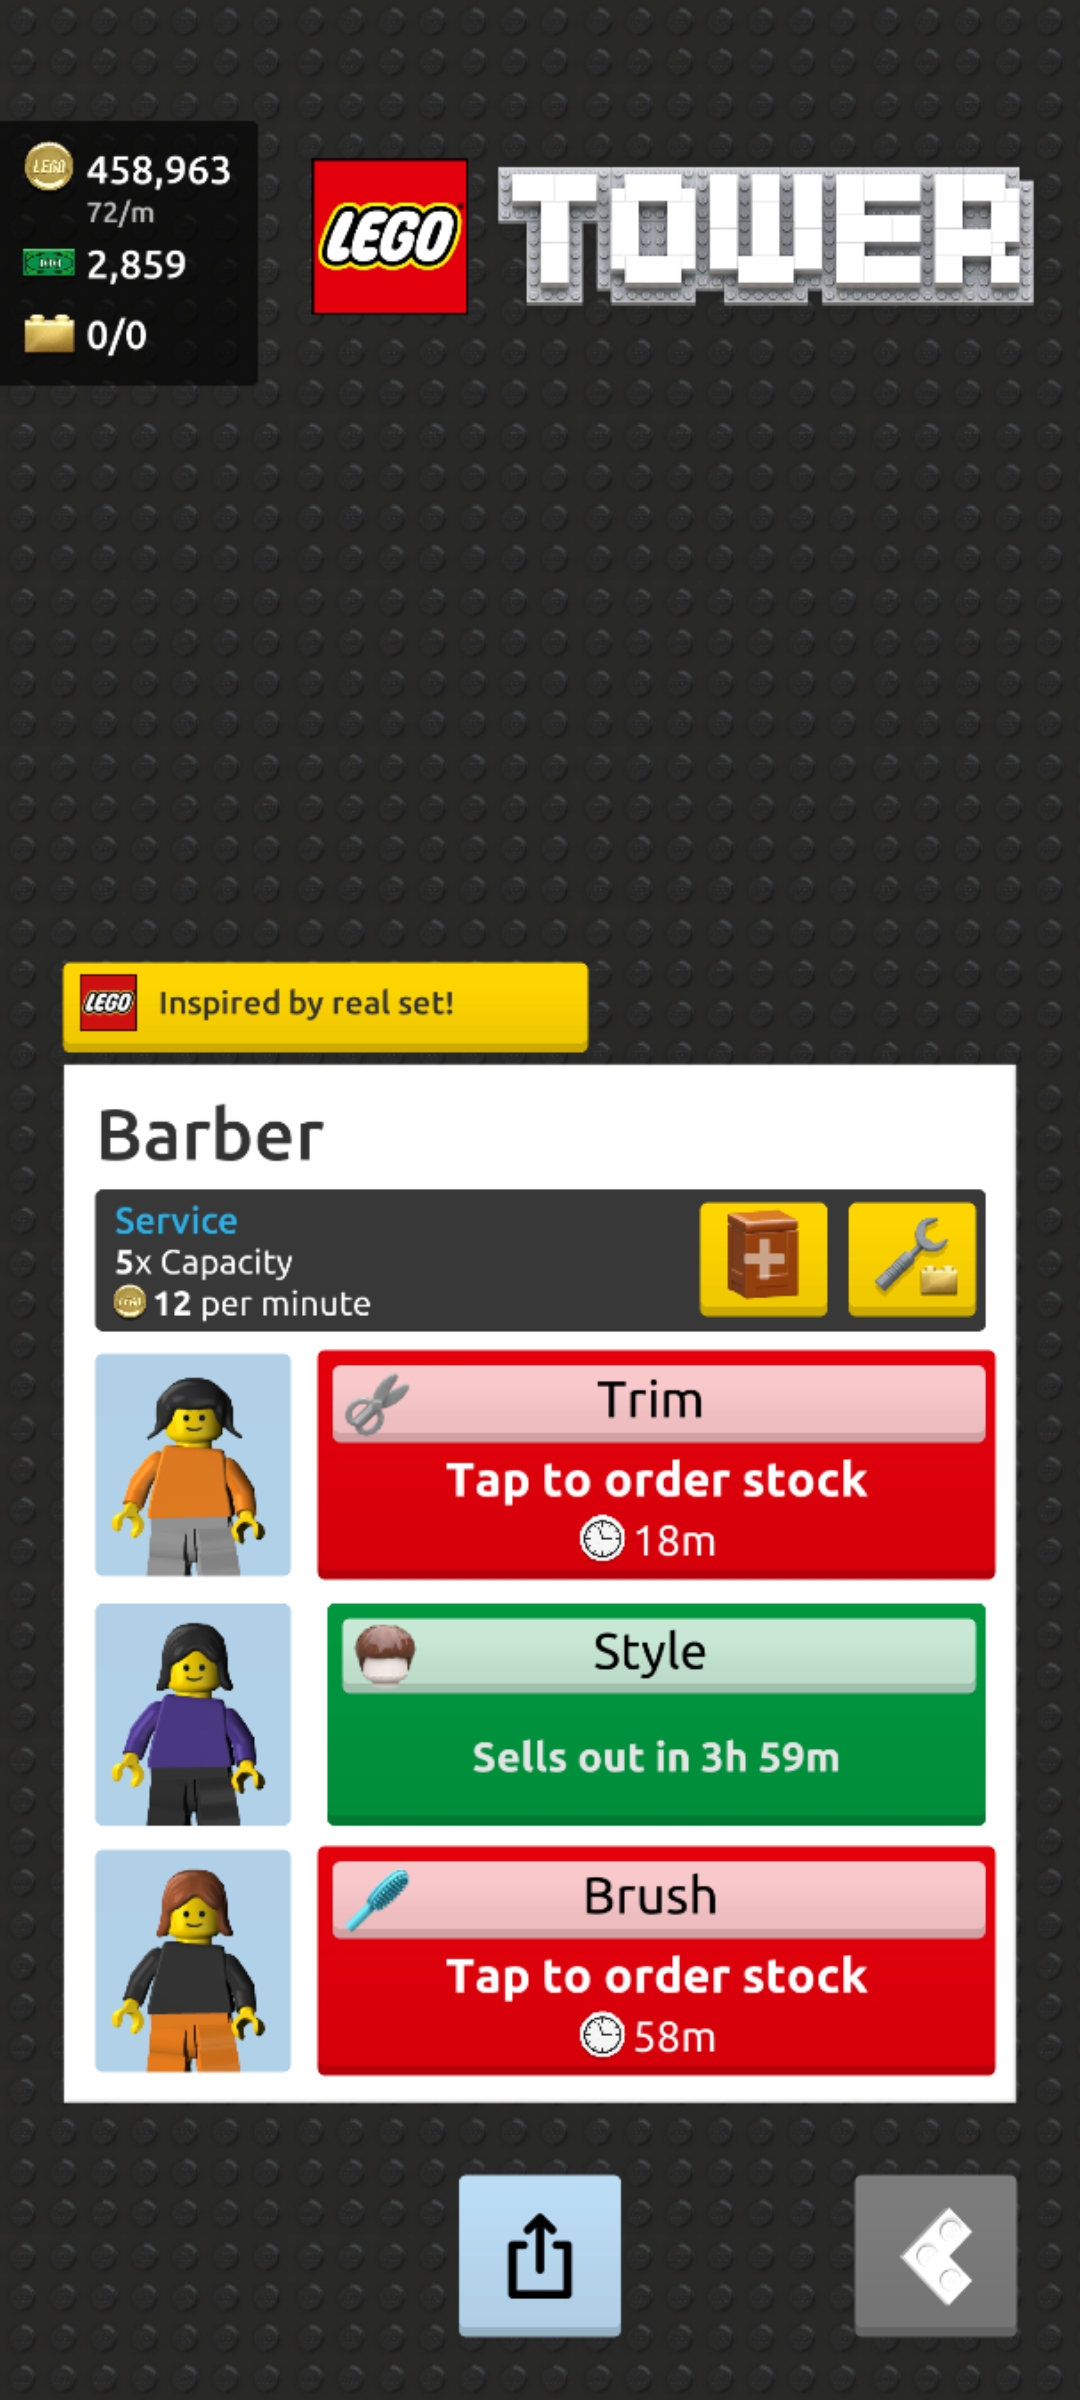 LEGO
458,963
72/m
2,859
0/0
LEGO TOWER
LEGO Inspired by real set!
Barber
Service
5x Capacity
12 per minute
Trim
Tap to order stock
18m
Style
Sells out in 3h 59m
Brush
Tap to order stock
58m